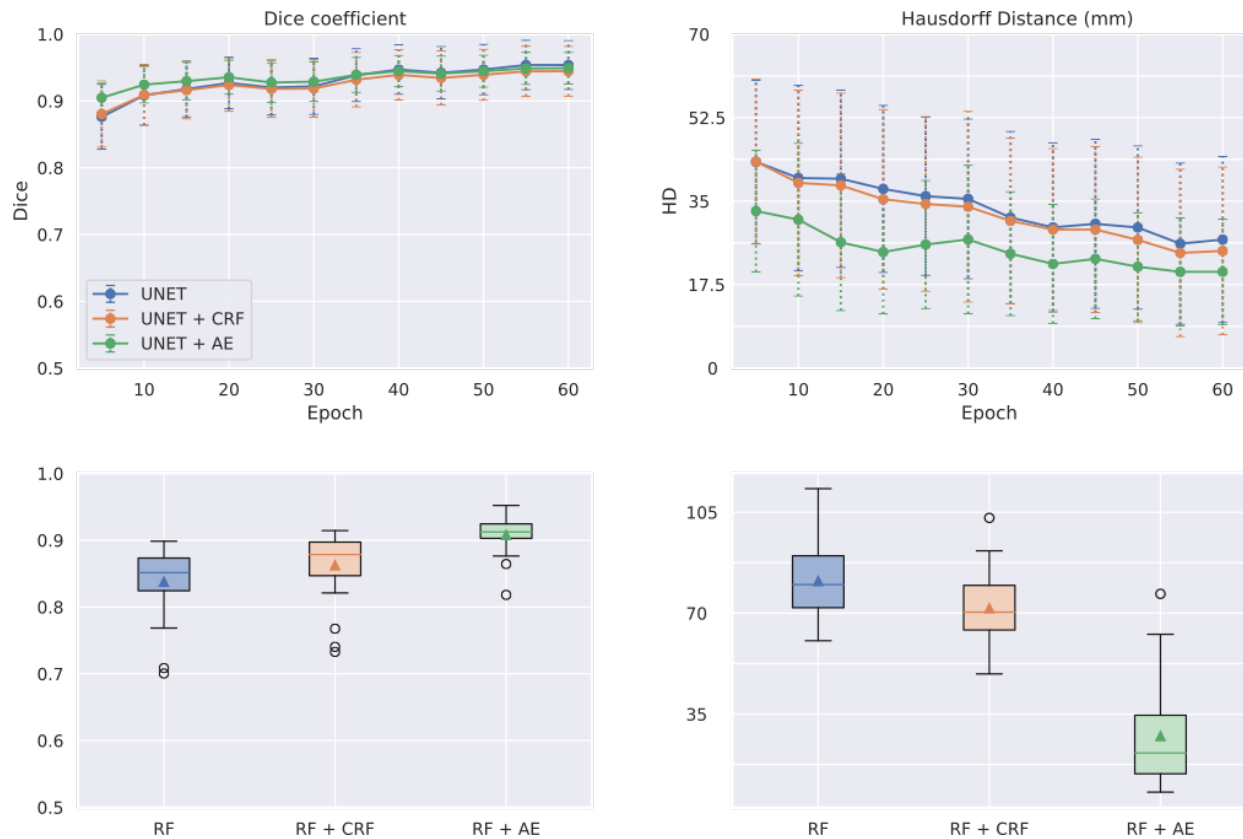 Dice coefficient
1.0
0.9
0.8
0.7
0.6
0.5
Dice
UNET
UNET + CRF
UNET + AE
10 20 30 40 50 60
Epoch
Hausdorff Distance (mm)
70
52.5
35
17.5
0
HD
10 20 30 40 50 60
Epoch
1.0
0.9
0.8
0.7
0.6
0.5
RF RF + CRF RF + AE
105
70
35
RF RF + CRF RF + AE